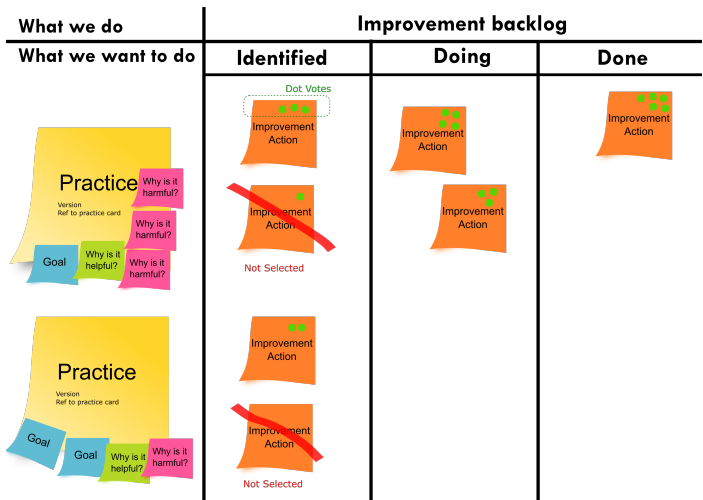 What we do
Improvement backlog
What we want to do
Identified
Doing
Done
Dot Votes
Improvement
Action
Improvement
Action
Improvement
Action
Practice
Version
Ref to practice card
Why is it
harmful?
Why is it
harmful?
Why is it
harmful?
Goal
Why is it
helpful?
Improvement
Action
Not Selected
Improvement
Action
Practice
Version
Ref to practice card
Goal
Goal
Why is it
helpful?
Why is it
harmful?
Improvement
Action
Improvement
Action
Not Selected